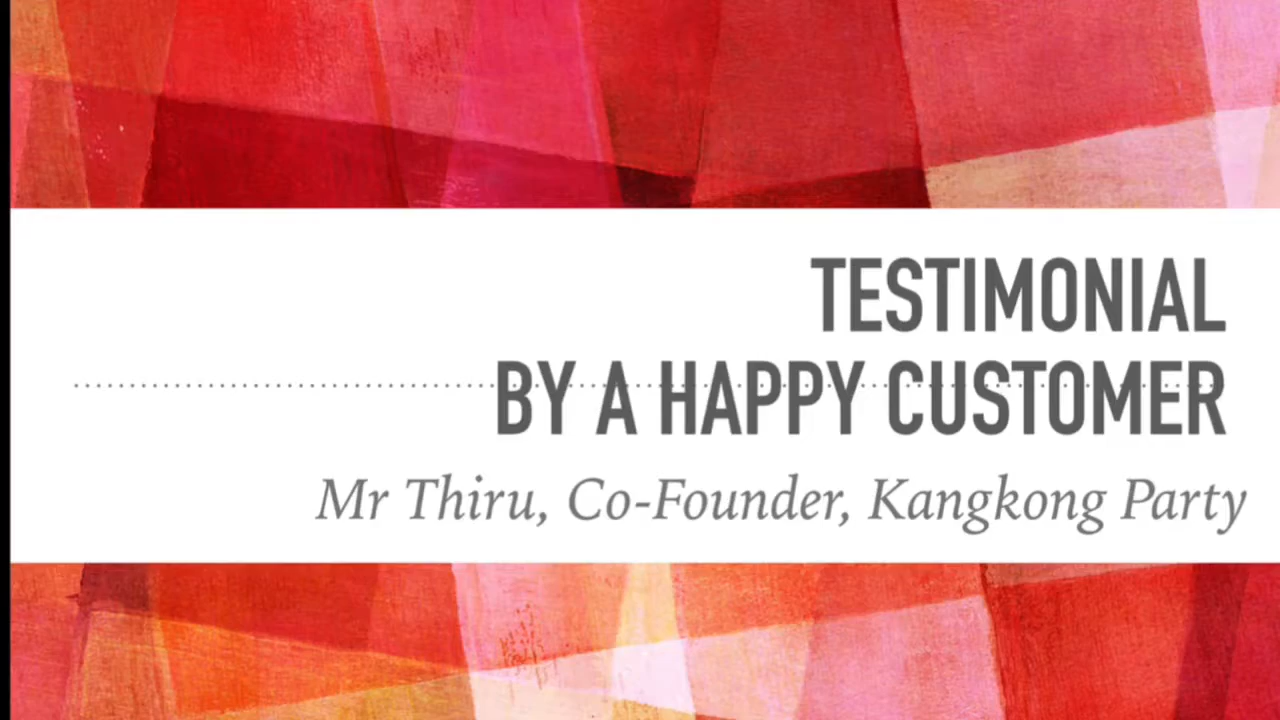 TESTIMONIAL
BY A HAPPY CUSTOMER
Mr Thiru, Co-Founder, Kangkong Party